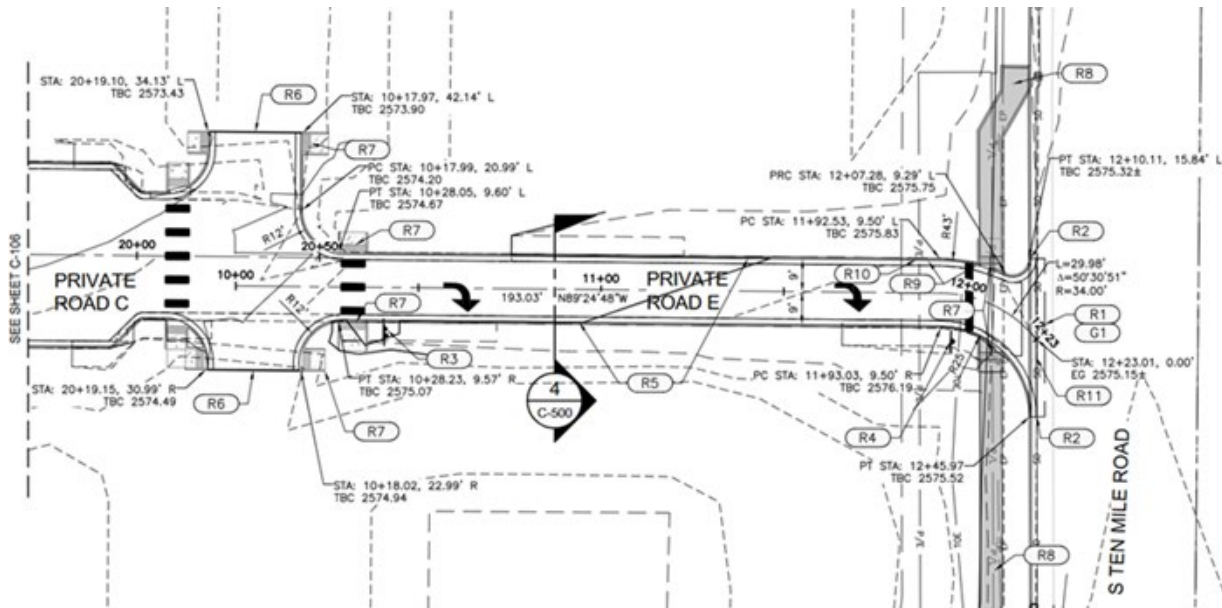 STA: 20+19.10, 34.13' L
TBC 2573.43
R6
STA: 10+17.97, 42.14' L
TBC 2573.90
R7
PC STA: 10+17.99, 20.99' L
TBC 2574.20
PT STA: 10+28.05, 9.60' L
TBC 2574.67
R7
R8
PT STA: 12+10.11, 15.84' L
TBC 2575.32±
PRC STA: 12+07.28, 9.29' L
TBC 2575.75
PC STA: 11+92.53, 9.50' L
TBC 2575.83
R43'
R2
R12'
20+00
20+50
SEE SHEET C-106
PRIVATE
ROAD C
10+00
R12'
R7
193.03'
N89°24'48"W
11+00
PRIVATE
ROAD E
9'
9'
R10
R9
12+00
R7
L=29.98'
Δ=50°30'51"
R=34.00'
R1
G1
12+23
STA: 12+23.01, 0.00'
EG 2575.15±
R11
R3
R5
PC STA: 11+93.03, 9.50' R
TBC 2576.19
R25'
STA: 20+19.15, 30.99' R
TBC 2574.49
R6
PT STA: 10+28.23, 9.57' R
TBC 2575.07
4
C-500
R7
R4
R2
PT STA: 12+45.97
TBC 2575.52
STA: 10+18.02, 22.99' R
TBC 2574.94
S TEN MILE ROAD
TOE
R8
EP
SD